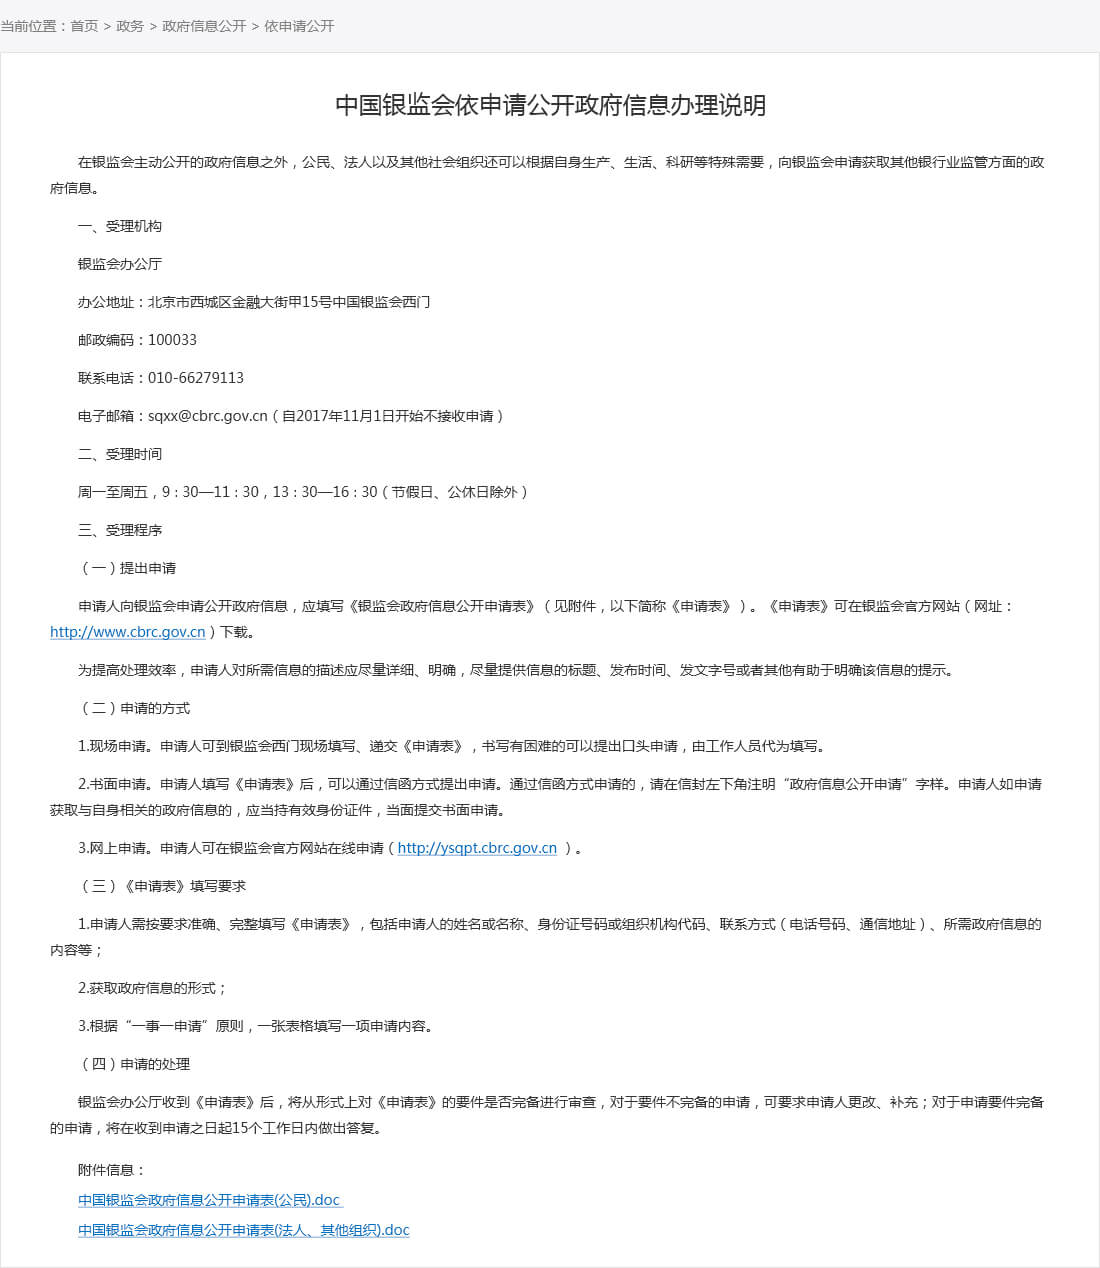 当前位置：首页 > 政务 > 政府信息公开 > 依申请公开
中国银监会依申请公开政府信息办理说明
在银监会主动公开的政府信息之外，公民、法人以及其他社会组织还可以根据自身生产、生活、科研等特殊需要，向银监会申请获取其他银行业监管方面的政
府信息。
一、受理机构
银监会办公厅
办公地址：北京市西城区金融大街甲15号中国银监会西门
邮政编码：100033
联系电话：010-66279113
电子邮箱：sqxx@cbrc.gov.cn（自2017年11月1日开始不接收申请）
二、受理时间
周一至周五，9：30—11：30，13：30—16：30（节假日、公休日除外）
三、受理程序
（一）提出申请
申请人向银监会申请公开政府信息，应填写《银监会政府信息公开申请表》（见附件，以下简称《申请表》）。《申请表》可在银监会官方网站（网址：
http://www.cbrc.gov.cn）下载。
为提高处理效率，申请人对所需信息的描述应尽量详细、明确，尽量提供信息的标题、发布时间、发文字号或者其他有助于明确该信息的提示。
（二）申请的方式
1.现场申请。申请人可到银监会西门现场填写、递交《申请表》，书写有困难的可以提出口头申请，由工作人员代为填写。
2.书面申请。申请人填写《申请表》后，可以通过信函方式提出申请。通过信函方式申请的，请在信封左下角注明“政府信息公开申请”字样。申请人如申请
获取与自身相关的政府信息的，应当持有效身份证件，当面提交书面申请。
3.网上申请。申请人可在银监会官方网站在线申请（http://ysqpt.cbrc.gov.cn ）。
（三）《申请表》填写要求
1.申请人需按要求准确、完整填写《申请表》，包括申请人的姓名或名称、身份证号码或组织机构代码、联系方式（电话号码、通信地址）、所需政府信息的
内容等；
2.获取政府信息的形式；
3.根据“一事一申请”原则，一张表格填写一项申请内容。
（四）申请的处理
银监会办公厅收到《申请表》后，将从形式上对《申请表》的要件是否完备进行审查，对于要件不完备的申请，可要求申请人更改、补充；对于申请要件完备
的申请，将在收到申请之日起15个工作日内做出答复。
附件信息：
中国银监会政府信息公开申请表(公民).doc
中国银监会政府信息公开申请表(法人、其他组织).doc